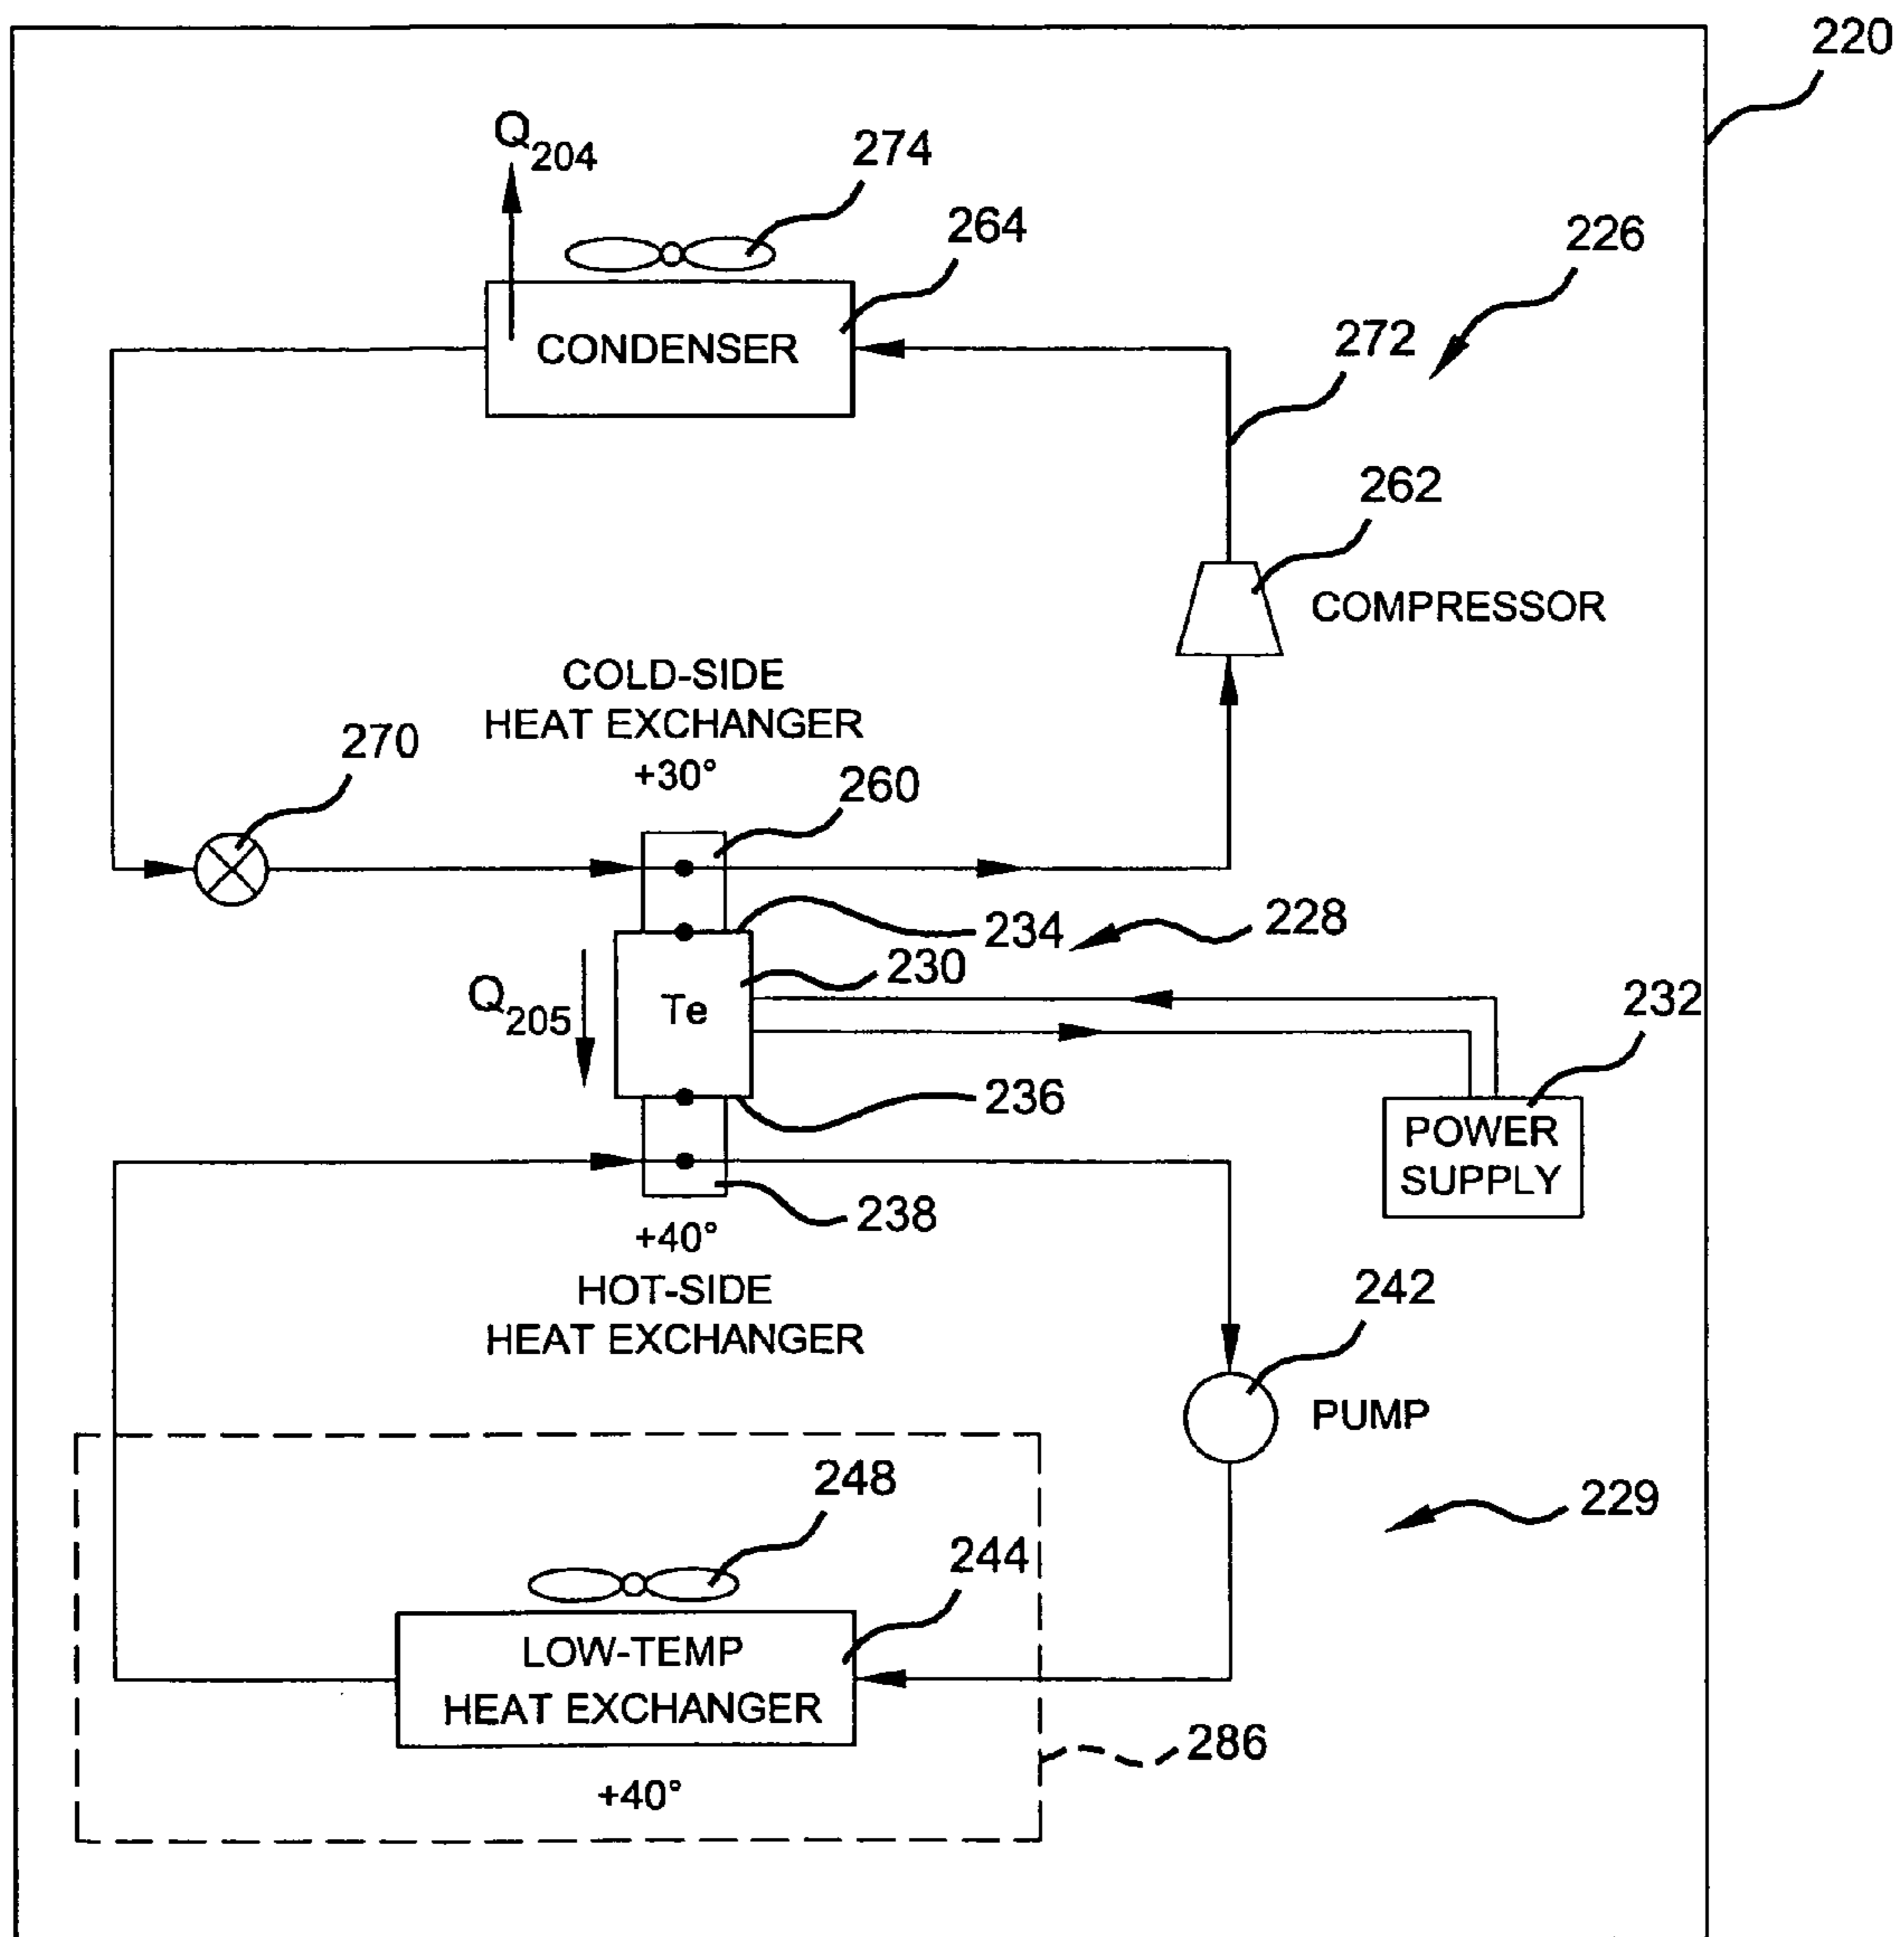 220
Q204
274
264
226
CONDENSER
272
262
COMPRESSOR
COLD-SIDE
HEAT EXCHANGER
+30°
270
260
234
228
230
Q205
Te
232
236
POWER
SUPPLY
238
+40°
HOT-SIDE
HEAT EXCHANGER
242
PUMP
248
229
244
LOW-TEMP
HEAT EXCHANGER
286
+40°